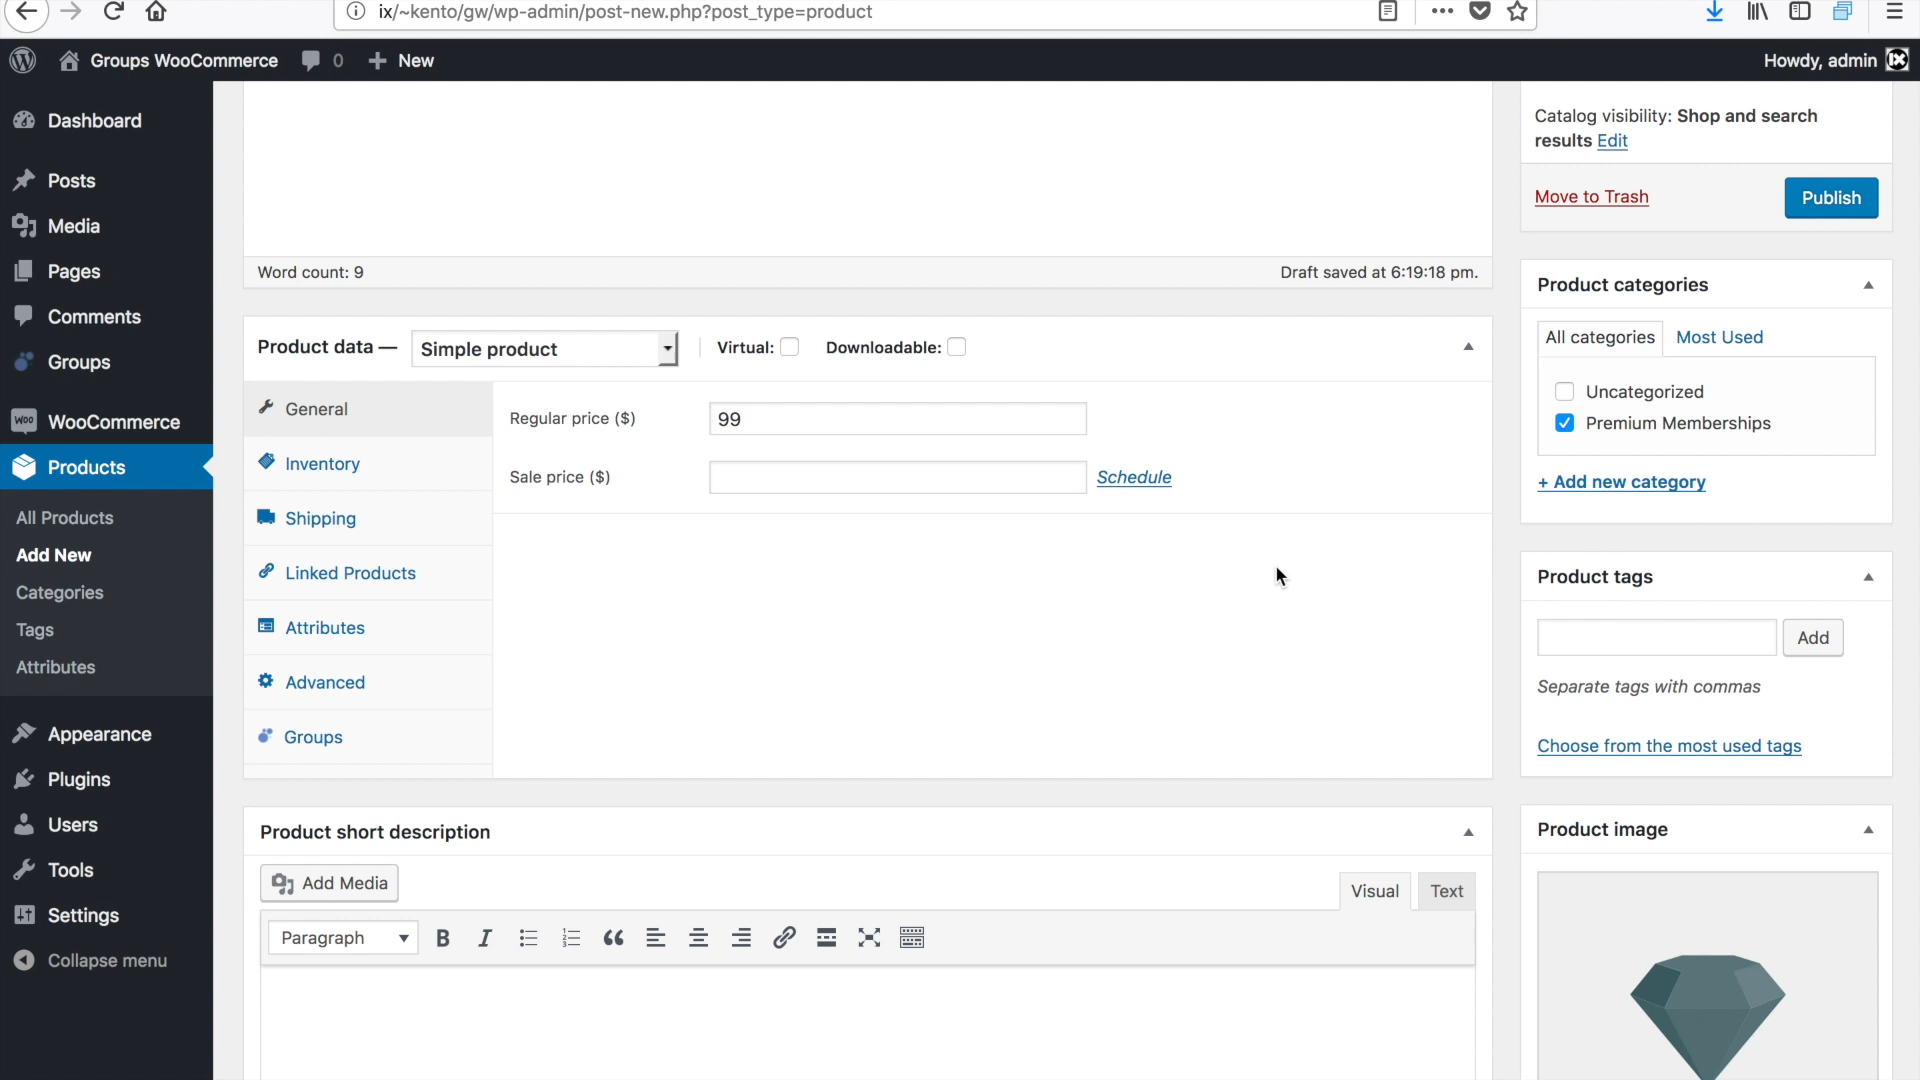 ix/~kento/gw/wp-admin/post-new.php?post_type=product
Groups WooCommerce 0 New
Howdy, admin
Dashboard
Posts
Media
Pages
Comments
Groups
WooCommerce
Products
All Products
Add New
Categories
Tags
Attributes
Appearance
Plugins
Users
Tools
Settings
Collapse menu
Word count: 9
Draft saved at 6:19:18 pm.
Product data — Simple product Virtual: Downloadable:
General
Inventory
Shipping
Linked Products
Attributes
Advanced
Groups
Regular price ($) 99
Sale price ($) Schedule
Product short description
Add Media
Visual Text
Paragraph
Catalog visibility: Shop and search
results Edit
Move to Trash Publish
Product categories
All categories Most Used
Uncategorized
Premium Memberships
+ Add new category
Product tags
Add
Separate tags with commas
Choose from the most used tags
Product image